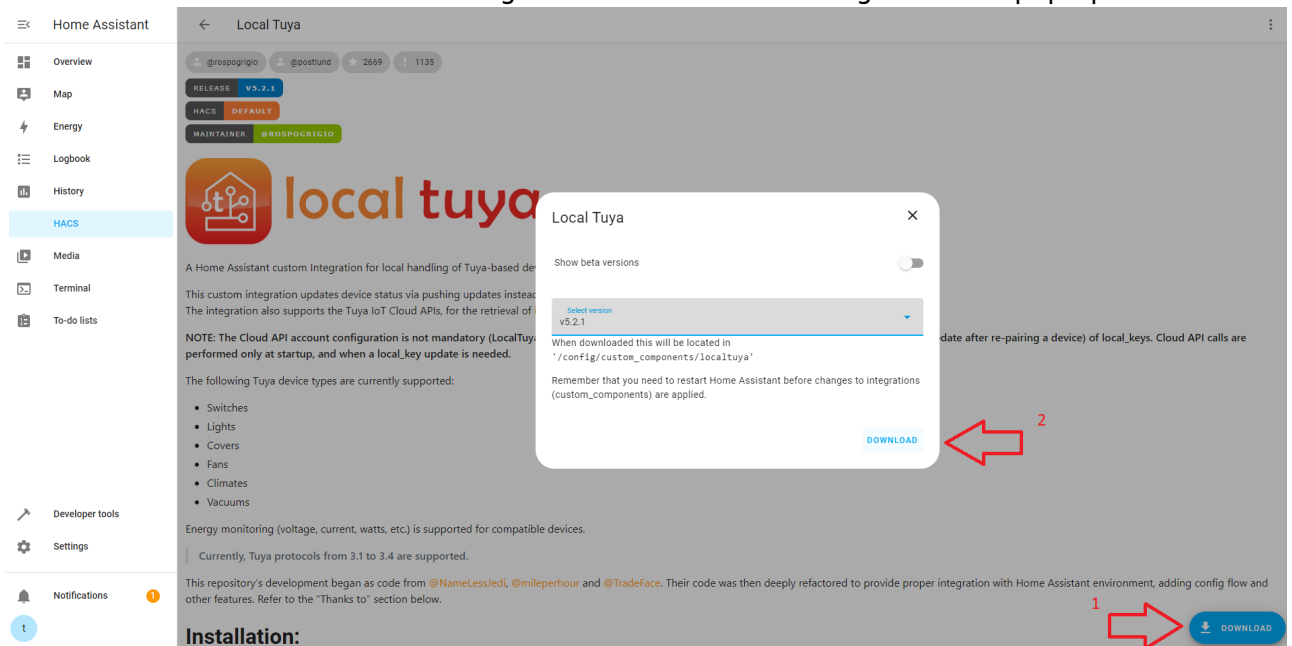 Home Assistant
Local Tuya
Overview
Map
Energy
Logbook
History
HACS
Media
Terminal
To-do lists
Developer tools
Settings
Notifications
1
t
@rospogrigio
@postlund
2669
1135
RELEASE V5.2.1
HACS DEFAULT
MAINTAINER @ROSPOGRIGIO
local tuya
A Home Assistant custom Integration for local handling of Tuya-based de
This custom integration updates device status via pushing updates instead
The integration also supports the Tuya IoT Cloud APIs, for the retrieval of
NOTE: The Cloud API account configuration is not mandatory (LocalTuya
date after re-pairing a device) of local_keys. Cloud API calls are
performed only at startup, and when a local_key update is needed.
The following Tuya device types are currently supported:
• Switches
• Lights
• Covers
• Fans
• Climates
• Vacuums
Energy monitoring (voltage, current, watts, etc.) is supported for compatible devices.
Currently, Tuya protocols from 3.1 to 3.4 are supported.
This repository's development began as code from @NameLessJedi, @mileperhour and @TradeFace. Their code was then deeply refactored to provide proper integration with Home Assistant environment, adding config flow and
other features. Refer to the "Thanks to" section below.
Installation:
Local Tuya
Show beta versions
Select version
v5.2.1
When downloaded this will be located in
'/config/custom_components/localtuya'
Remember that you need to restart Home Assistant before changes to integrations
(custom_components) are applied.
DOWNLOAD
2
1
DOWNLOAD